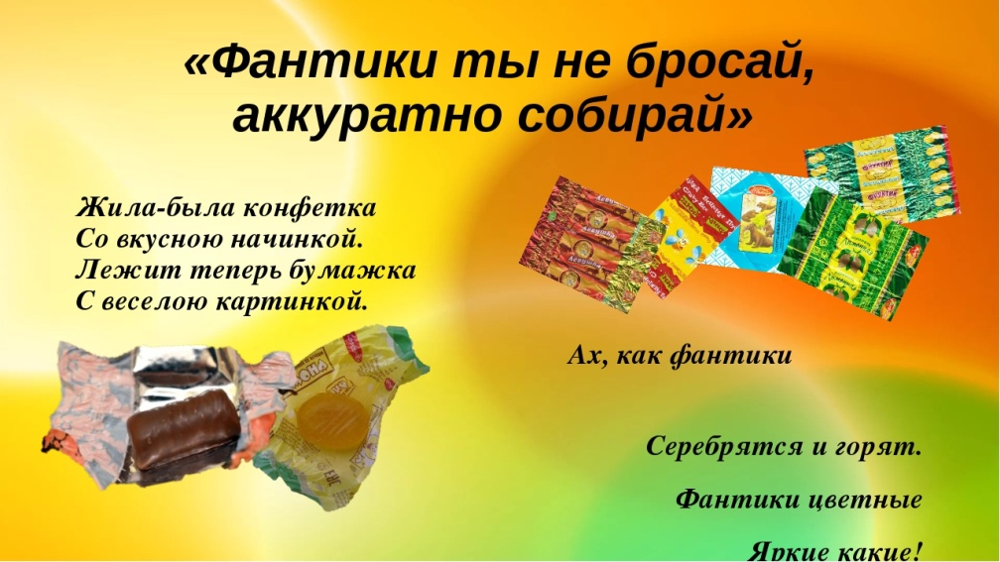 «Фантики ты не бросай,
аккуратно собирай»
Жила-была конфетка
Со вкусною начинкой.
Лежит теперь бумажка
С веселою картинкой.
Ах, как фантики
Серебрятся и горят.
Фантики цветные
Яркие какие!